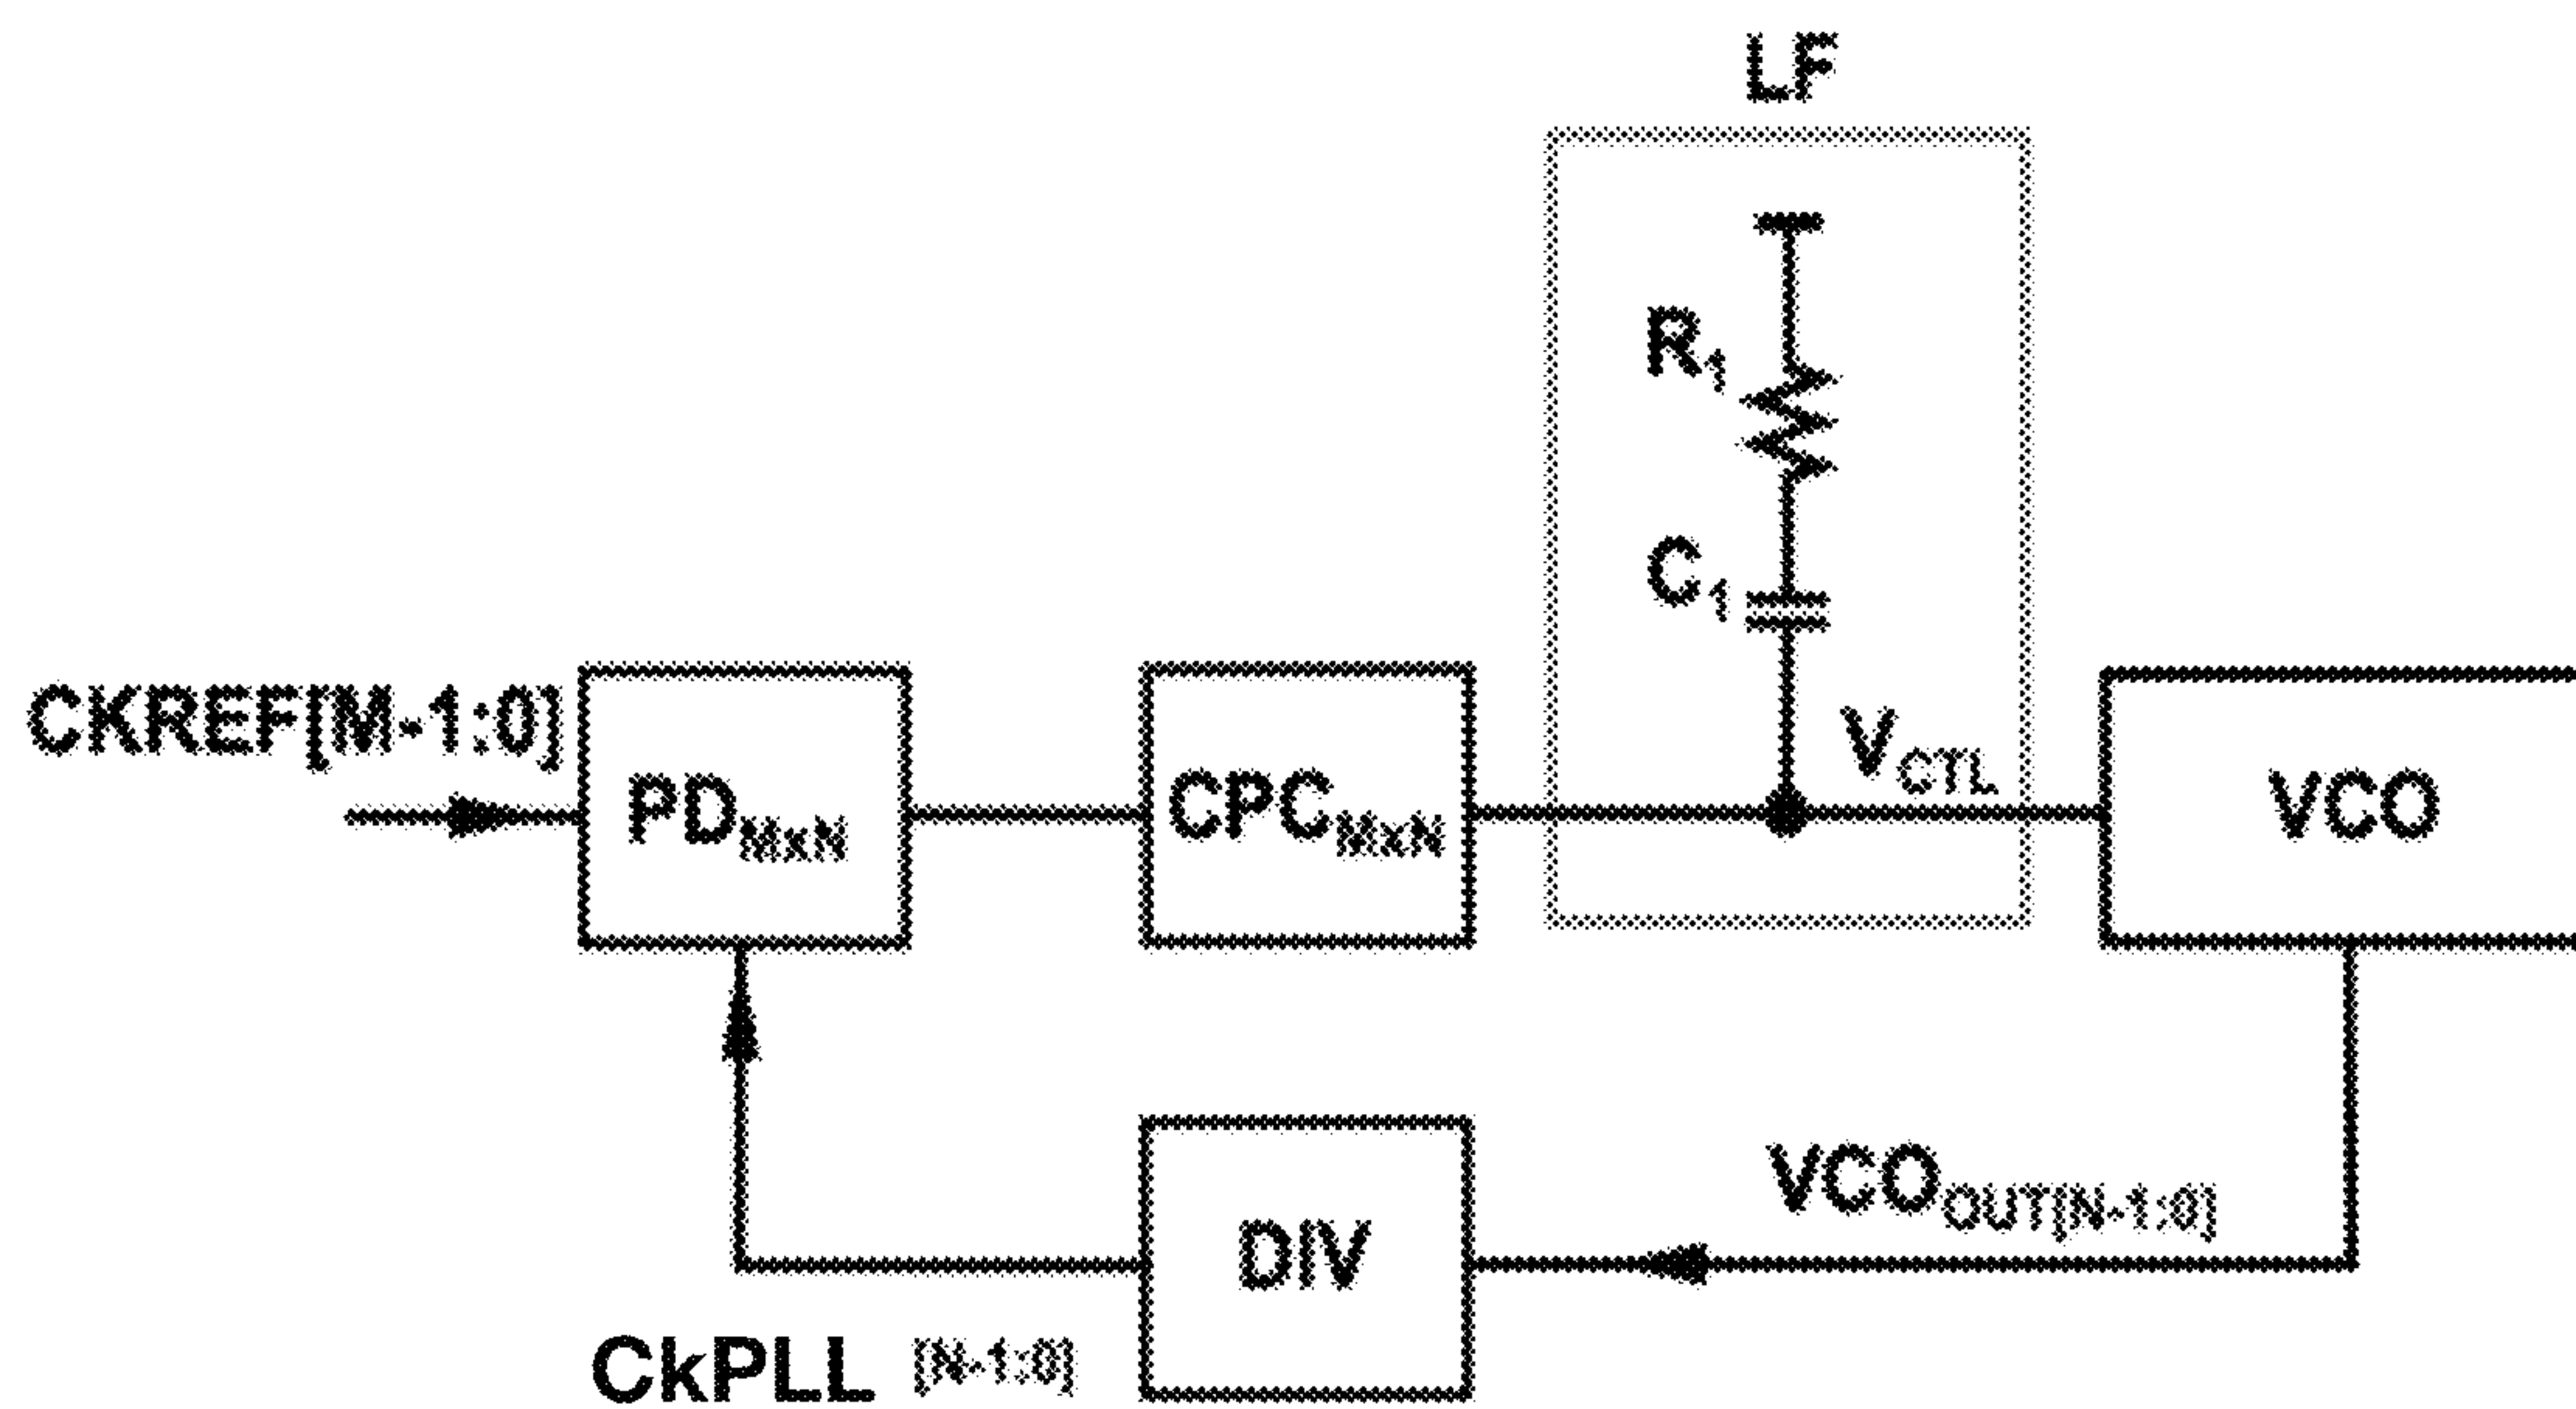 LF
R1
C1
CKREF[M-1:0]
PDMxN
CPCMxN
VCTL
VCO
VCOOUT[N-1:0]
DIV
CkPLL [N-1:0]